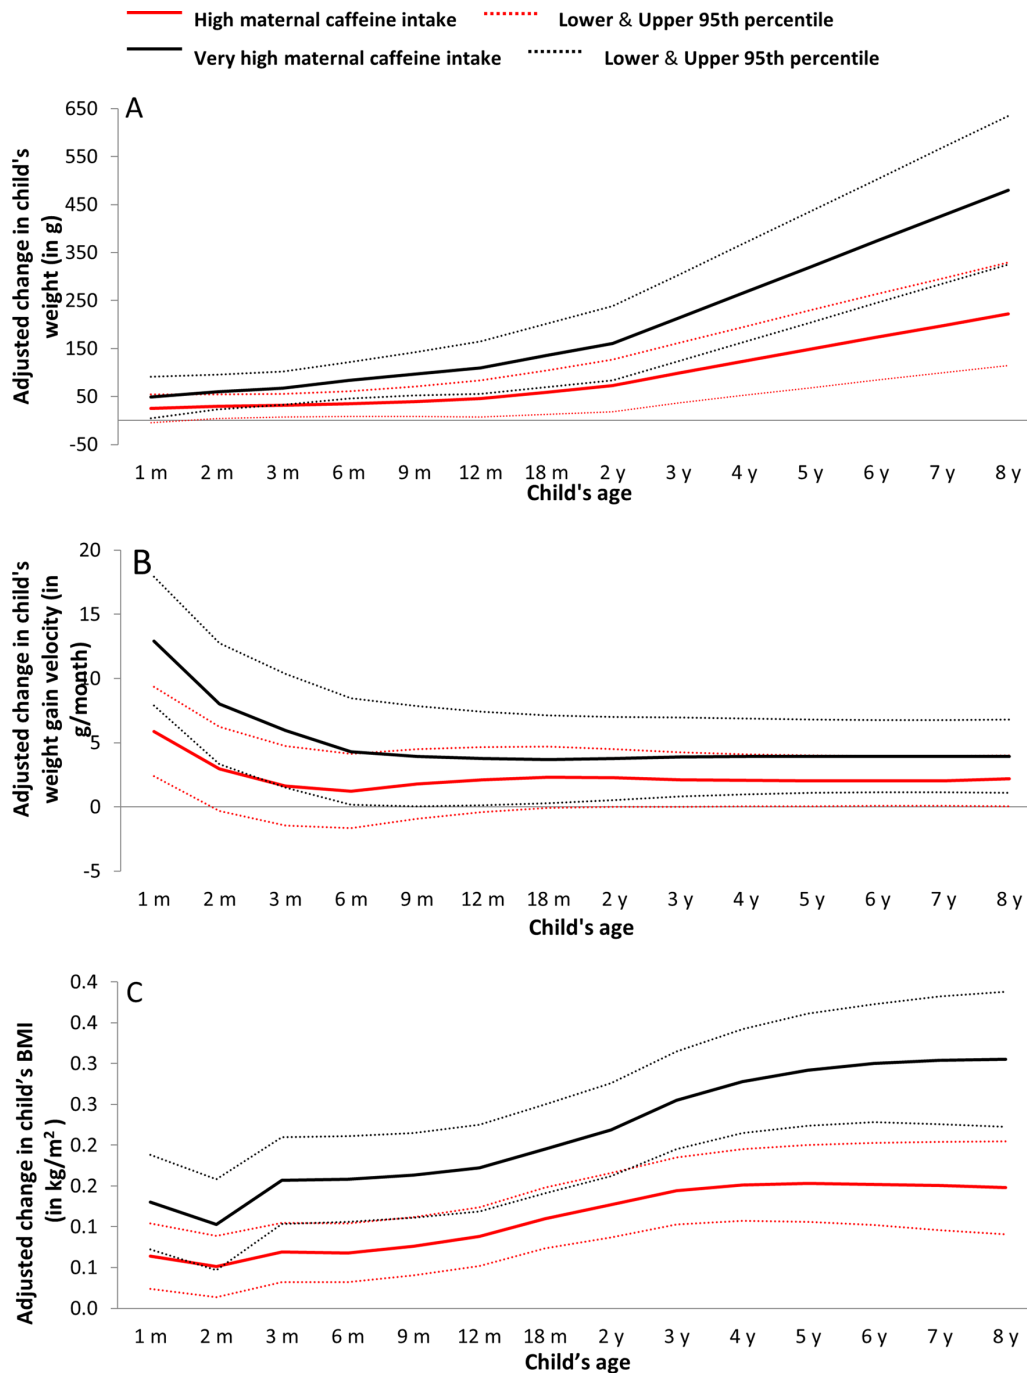 High maternal caffeine intake Lower & Upper 95th percentile
Very high maternal caffeine intake Lower & Upper 95th percentile
A
Adjusted change in child's
weight (in g)
650
550
450
350
250
150
50
-50
1 m 2 m 3 m 6 m 9 m 12 m 18 m 2 y 3 y 4 y 5 y 6 y 7 y 8 y
Child's age
B
Adjusted change in child's
weight gain velocity (in
g/month)
20
15
10
5
0
-5
1 m 2 m 3 m 6 m 9 m 12 m 18 m 2 y 3 y 4 y 5 y 6 y 7 y 8 y
Child's age
C
Adjusted change in child’s BMI
(in kg/m² )
0.4
0.4
0.3
0.3
0.2
0.2
0.1
0.1
0.0
1 m 2 m 3 m 6 m 9 m 12 m 18 m 2 y 3 y 4 y 5 y 6 y 7 y 8 y
Child’s age